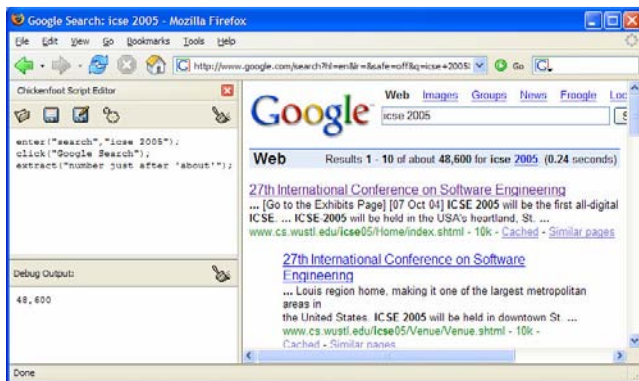 Google Search: icse 2005 - Mozilla Firefox
File Edit View Go Bookmarks Tools Help
http://www.google.com/search?hl=en&lr=&safe=off&q=icse+2005: Go
Chickenfoot Script Editor
enter("search","icse 2005");
click("Google Search");
extract("number just after 'about'");
Debug Output:
48,600
Google
Web Images Groups News Froogle Loc
icse 2005 S
Web Results 1 - 10 of about 48,600 for icse 2005 (0.24 seconds)
27th International Conference on Software Engineering
... [Go to the Exhibits Page] [07 Oct 04] ICSE 2005 will be the first all-digital
ICSE. ... ICSE-2005 will be held in the USA's heartland, St. ...
www.cs.wustl.edu/icse05/Home/index.shtml - 10k - Cached - Similar pages
27th International Conference on Software
Engineering
... Louis region home, making it one of the largest metropolitan
areas in
the United States. ICSE 2005 will be held in downtown St. ...
www.cs.wustl.edu/icse05/Venue/Venue.shtml - 10k -
Cached - Similar pages
Done